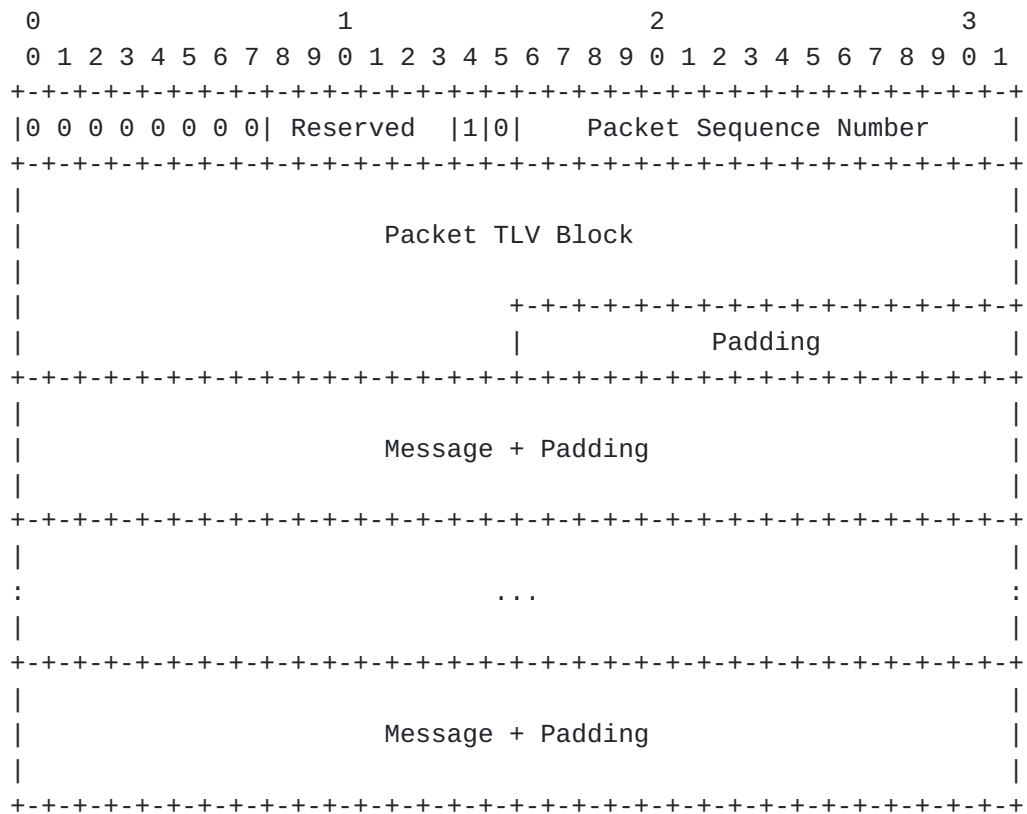 0                   1                   2                   3
 0 1 2 3 4 5 6 7 8 9 0 1 2 3 4 5 6 7 8 9 0 1 2 3 4 5 6 7 8 9 0 1
+-+-+-+-+-+-+-+-+-+-+-+-+-+-+-+-+-+-+-+-+-+-+-+-+-+-+-+-+-+-+-+-+
|0 0 0 0 0 0 0 0| Reserved  |1|0|    Packet Sequence Number     |
+-+-+-+-+-+-+-+-+-+-+-+-+-+-+-+-+-+-+-+-+-+-+-+-+-+-+-+-+-+-+-+-+
|                                                               |
|                       Packet TLV Block                        |
|                                                               |
|                               +-+-+-+-+-+-+-+-+-+-+-+-+-+-+-+-+
|                               |            Padding            |
+-+-+-+-+-+-+-+-+-+-+-+-+-+-+-+-+-+-+-+-+-+-+-+-+-+-+-+-+-+-+-+-+
|                                                               |
|                       Message + Padding                       |
|                                                               |
+-+-+-+-+-+-+-+-+-+-+-+-+-+-+-+-+-+-+-+-+-+-+-+-+-+-+-+-+-+-+-+-+
|                                                               |
:                              ...                              :
|                                                               |
+-+-+-+-+-+-+-+-+-+-+-+-+-+-+-+-+-+-+-+-+-+-+-+-+-+-+-+-+-+-+-+-+
|                                                               |
|                       Message + Padding                       |
|                                                               |
+-+-+-+-+-+-+-+-+-+-+-+-+-+-+-+-+-+-+-+-+-+-+-+-+-+-+-+-+-+-+-+-+